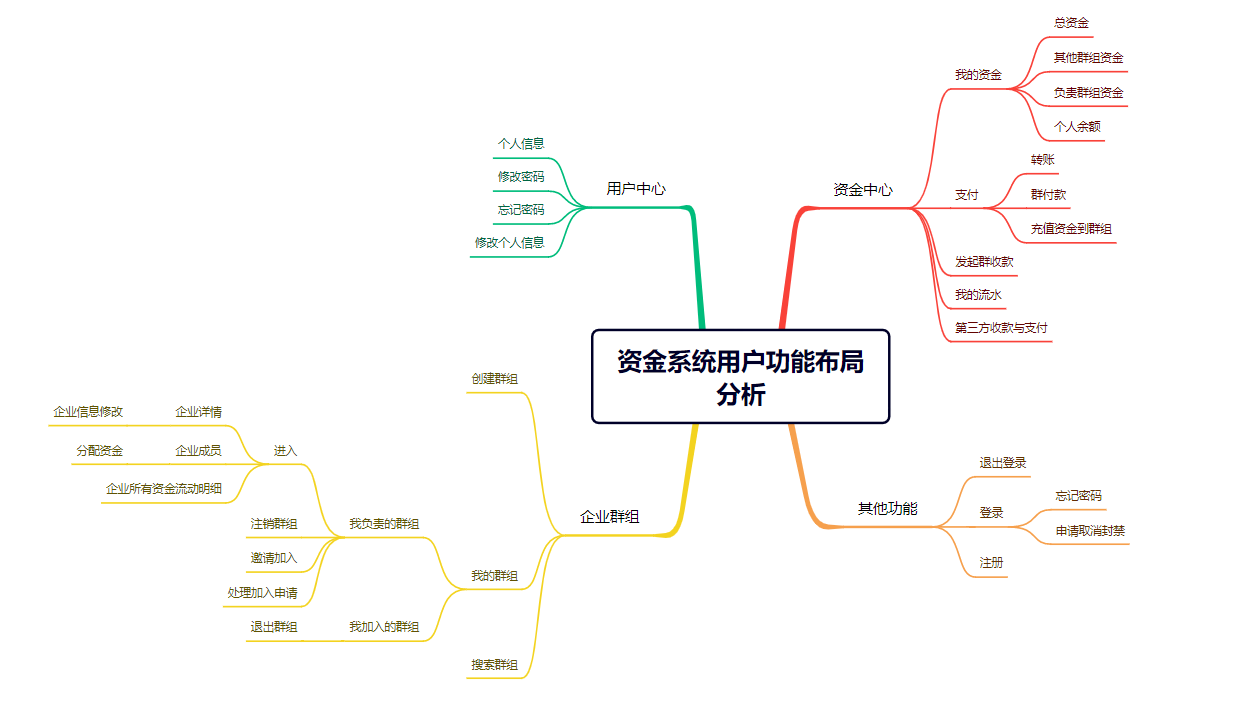 资金系统用户功能布局
分析
资金中心
我的资金
总资金
其他群组资金
负责群组资金
个人余额
支付
转账
群付款
充值资金到群组
发起群收款
我的流水
第三方收款与支付
其他功能
退出登录
登录
忘记密码
申请取消封禁
注册
用户中心
个人信息
修改密码
忘记密码
修改个人信息
企业群组
创建群组
我的群组
我负责的群组
进入
企业详情
企业信息修改
企业成员
分配资金
企业所有资金流动明细
注销群组
邀请加入
处理加入申请
我加入的群组
退出群组
搜索群组